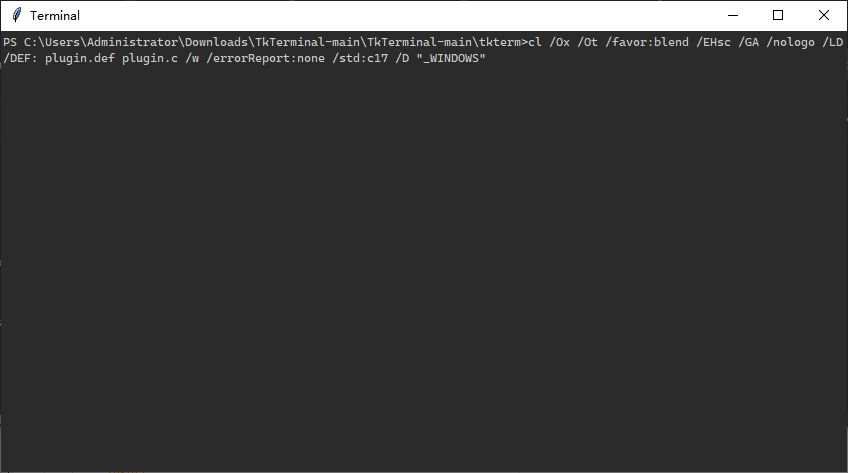 Terminal
PS C:\Users\Administrator\Downloads\TkTerminal-main\TkTerminal-main\tkterm>cl /Ox /Ot /favor:blend /EHsc /GA /nologo /LD
/DEF: plugin.def plugin.c /w /errorReport:none /std:c17 /D "_WINDOWS"